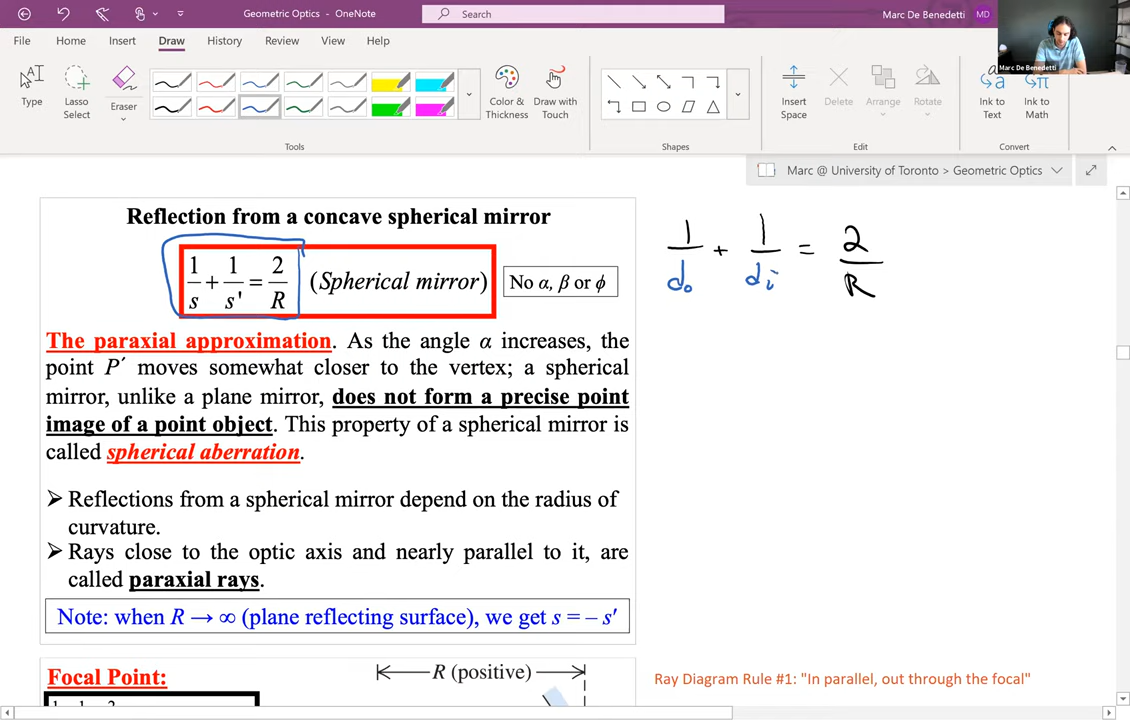 Geometric Optics - OneNote
Search
Marc De Benedetti
MD
File Home Insert Draw History Review View Help
Marc De Benedetti
Type
Lasso Select
Eraser
Color & Thickness
Draw with Touch
Insert Space
Delete
Arrange
Rotate
Ink to Text
Ink to Math
Tools
Shapes
Edit
Convert
Marc @ University of Toronto > Geometric Optics
Reflection from a concave spherical mirror
1/s + 1/s' = 2/R (Spherical mirror)
No α, β or ϕ
1/do + 1/di = 2/R
The paraxial approximation. As the angle α increases, the
point P´ moves somewhat closer to the vertex; a spherical
mirror, unlike a plane mirror, does not form a precise point
image of a point object. This property of a spherical mirror is
called spherical aberration.
➢ Reflections from a spherical mirror depend on the radius of
curvature.
➢ Rays close to the optic axis and nearly parallel to it, are
called paraxial rays.
Note: when R → ∞ (plane reflecting surface), we get s = – s′
Focal Point:
R (positive)
Ray Diagram Rule #1: "In parallel, out through the focal"